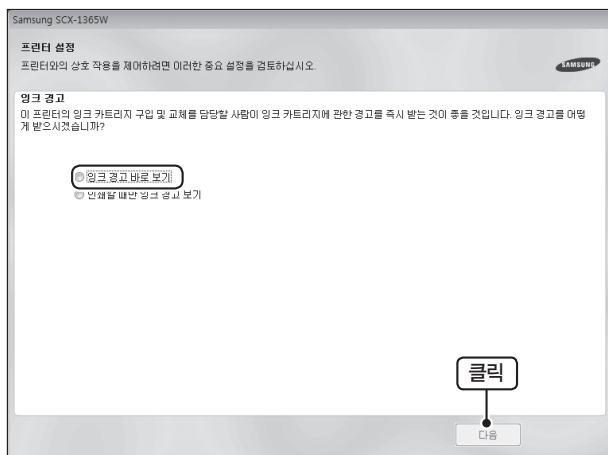 Samsung SCX-1365W
프린터 설정
프린터와의 상호 작용을 제어하려면 이러한 중요 설정을 검토하십시오.
SAMSUNG
잉크 경고
이 프린터의 잉크 카트리지 구입 및 교체를 담당할 사람이 잉크 카트리지에 관한 경고를 즉시 받는 것이 좋을 것입니다. 잉크 경고를 어떻
게 받으시겠습니까?
잉크 경고 바로 보기
인쇄할 때만 잉크 경고 보기
클릭
다음